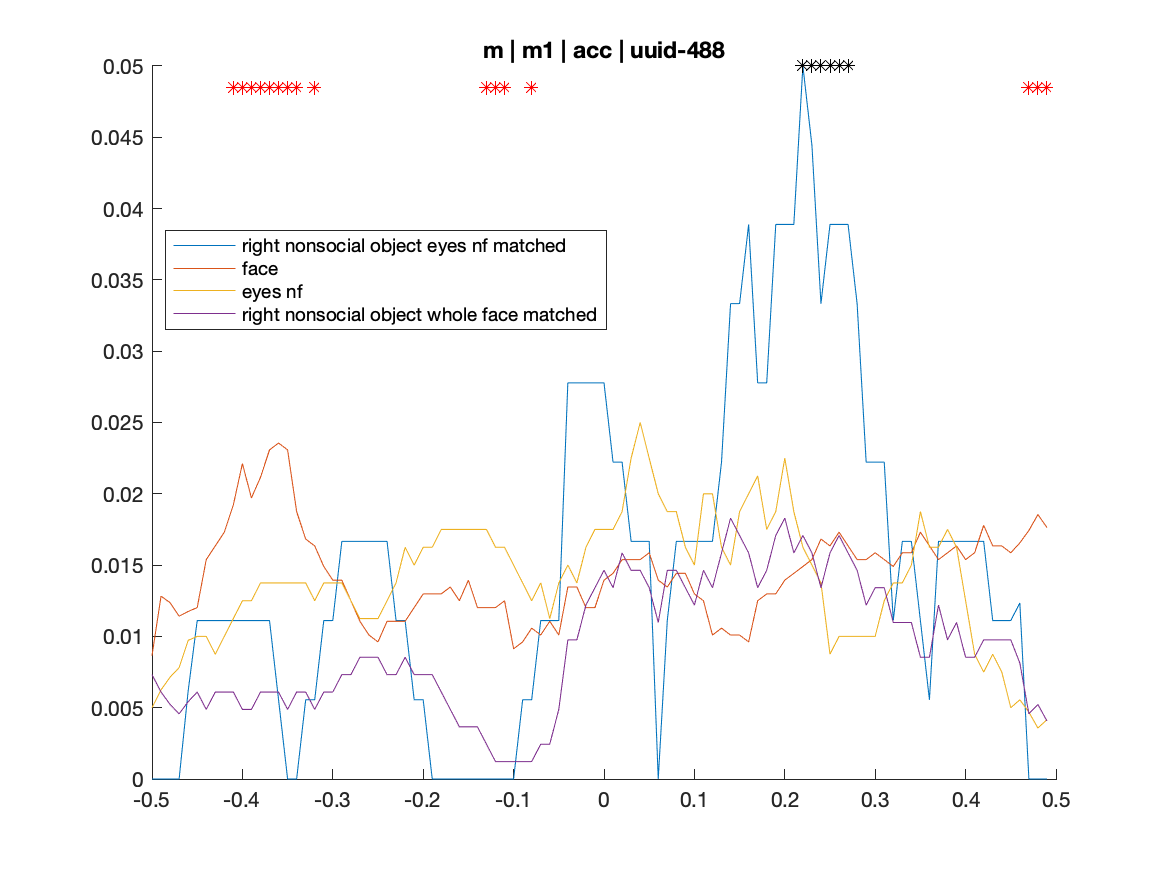 m | m1 | acc | uuid-488
0.05
0.045
0.04
0.035
0.03
0.025
0.02
0.015
0.01
0.005
0
right nonsocial object eyes nf matched
face
eyes nf
right nonsocial object whole face matched
-0.5 -0.4 -0.3 -0.2 -0.1 0 0.1 0.2 0.3 0.4 0.5